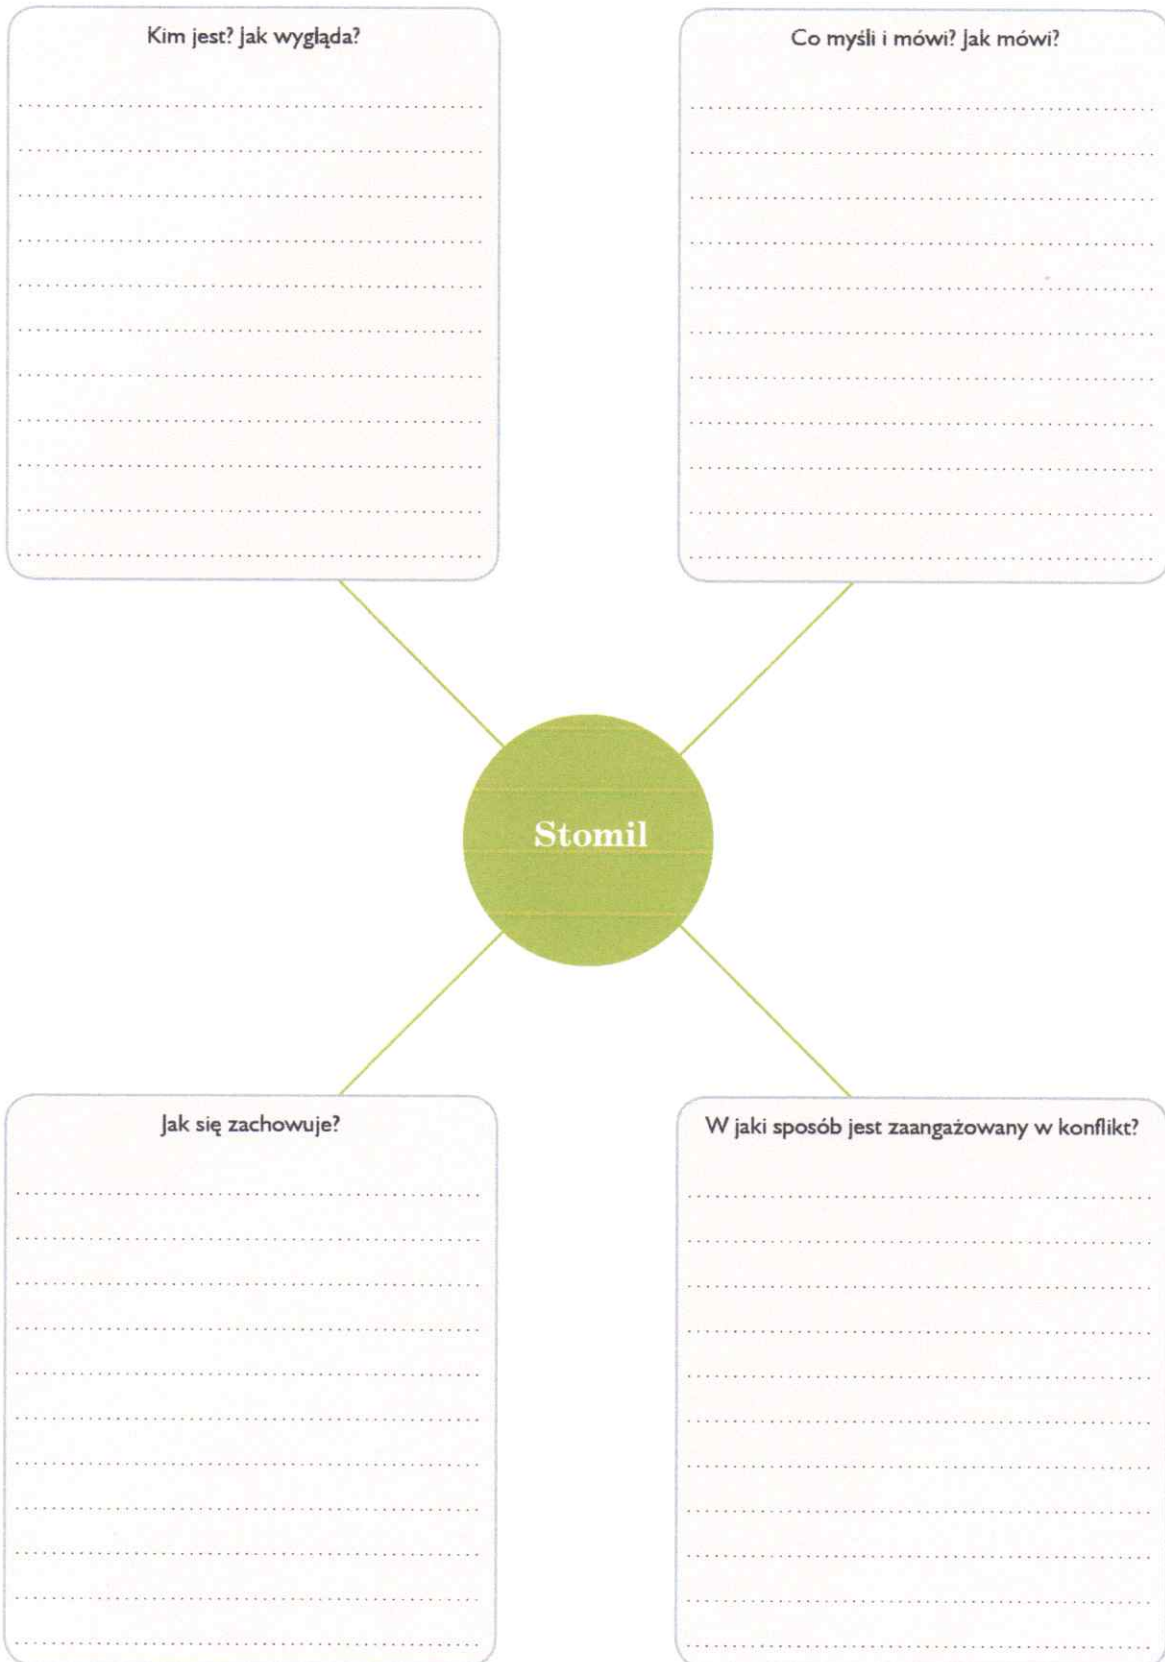 Kim jest? Jak wygląda?
Co myśli i mówi? Jak mówi?
Stomil
Jak się zachowuje?
W jaki sposób jest zaangażowany w konflikt?